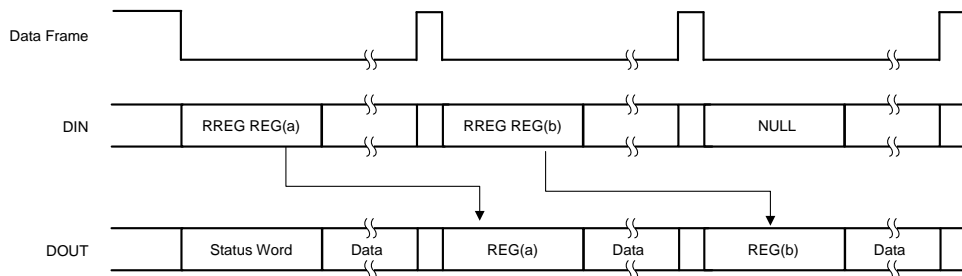 Data Frame
DIN
RREG REG(a)
RREG REG(b)
NULL
DOUT
Status Word
Data
REG(a)
Data
REG(b)
Data